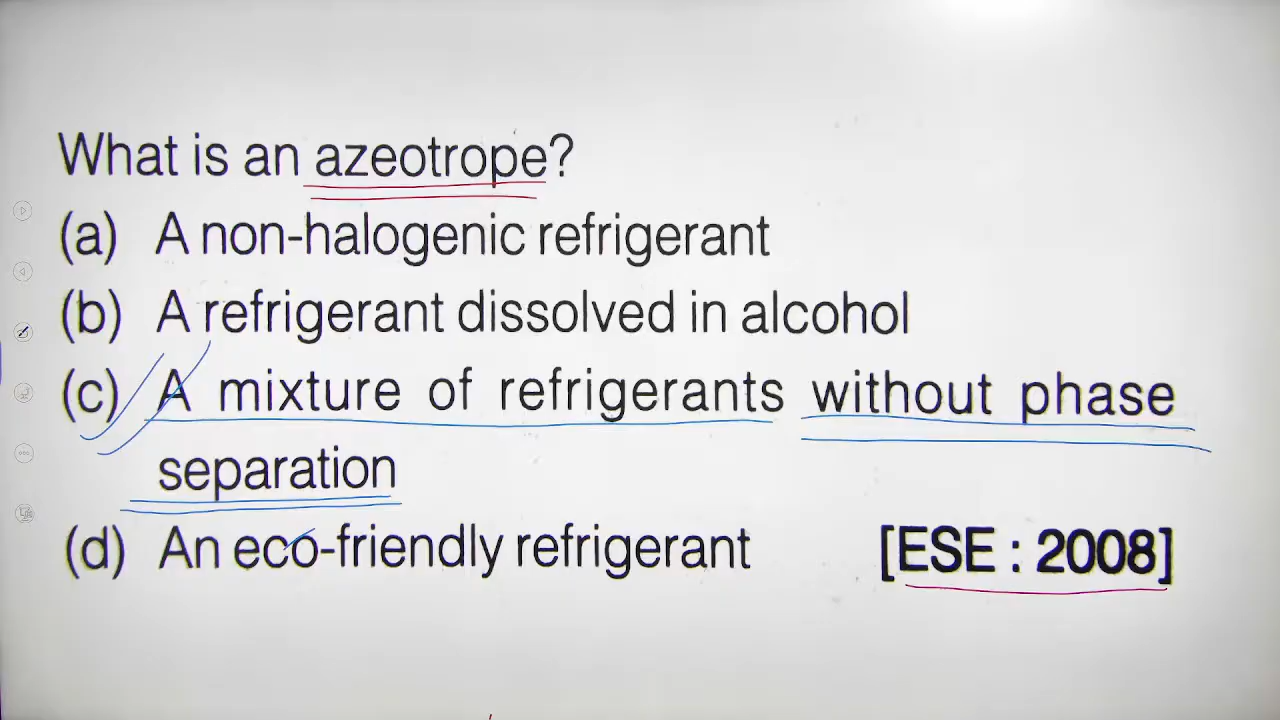 What is an azeotrope?
(a) A non-halogenic refrigerant
(b) A refrigerant dissolved in alcohol
(c) A mixture of refrigerants without phase
separation
(d) An eco-friendly refrigerant [ESE : 2008]